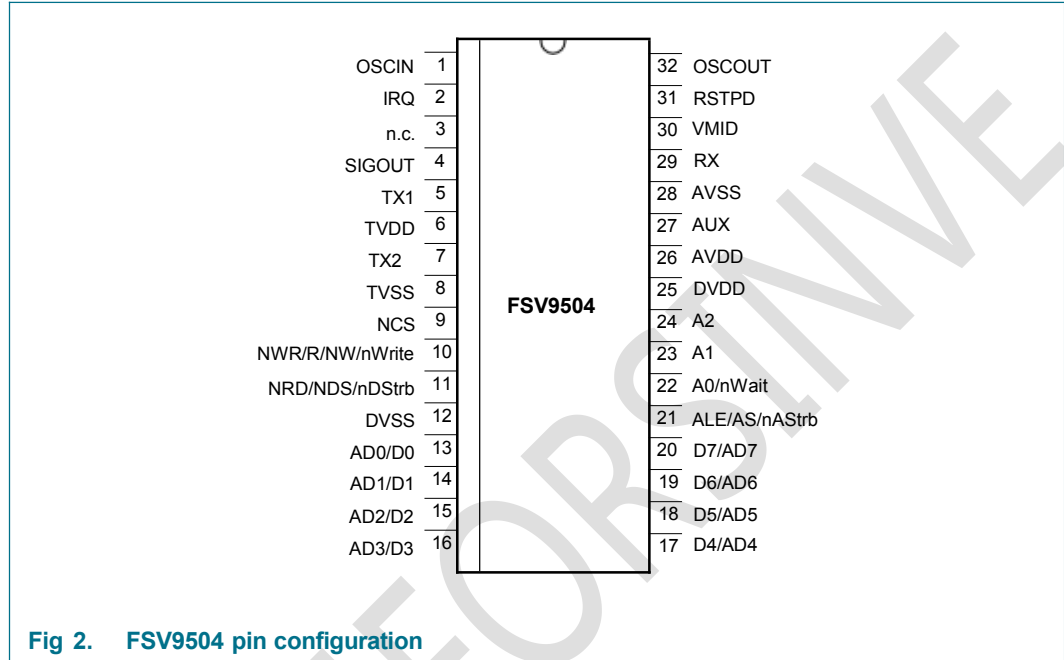 OSCIN 1
IRQ 2
n.c. 3
SIGOUT 4
TX1 5
TVDD 6
TX2 7
TVSS 8
NCS 9
NWR/R/NW/nWrite 10
NRD/NDS/nDStrb 11
DVSS 12
AD0/D0 13
AD1/D1 14
AD2/D2 15
AD3/D3 16
FSV9504
32 OSCOUT
31 RSTPD
30 VMID
29 RX
28 AVSS
27 AUX
26 AVDD
25 DVDD
24 A2
23 A1
22 A0/nWait
21 ALE/AS/nAStrb
20 D7/AD7
19 D6/AD6
18 D5/AD5
17 D4/AD4
FORSINVE
Fig 2. FSV9504 pin configuration